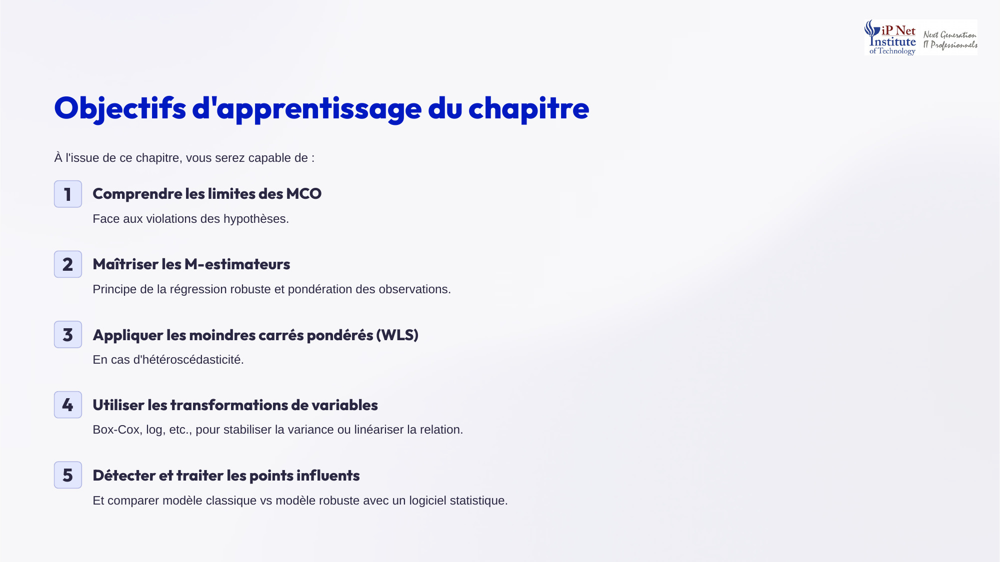 iP Net
Institute
of Technology
Next Generation
IT Professionnels
Objectifs d'apprentissage du chapitre
À l'issue de ce chapitre, vous serez capable de :
1 Comprendre les limites des MCO
Face aux violations des hypothèses.
2 Maîtriser les M-estimateurs
Principe de la régression robuste et pondération des observations.
3 Appliquer les moindres carrés pondérés (WLS)
En cas d'hétéroscédasticité.
4 Utiliser les transformations de variables
Box-Cox, log, etc., pour stabiliser la variance ou linéariser la relation.
5 Détecter et traiter les points influents
Et comparer modèle classique vs modèle robuste avec un logiciel statistique.